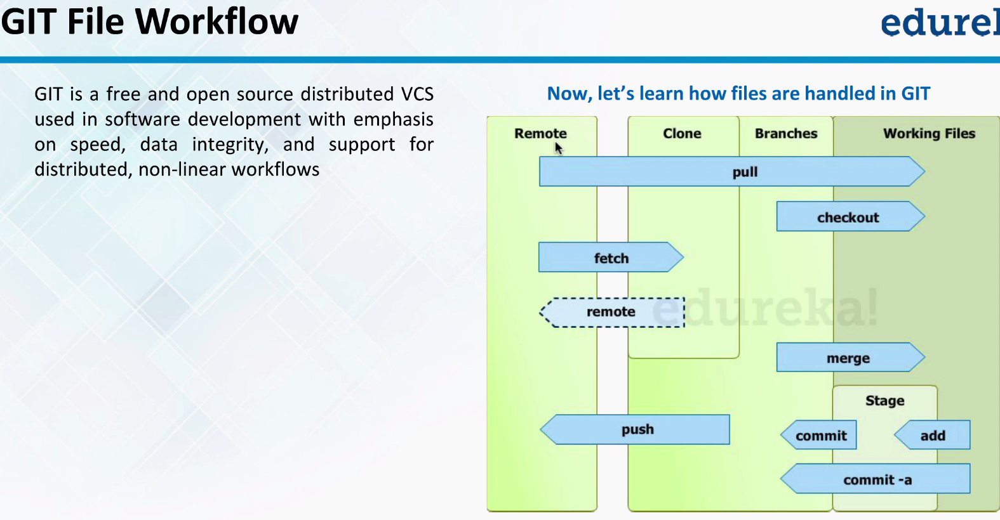 GIT File Workflow
edurek
GIT is a free and open source distributed VCS
used in software development with emphasis
on speed, data integrity, and support for
distributed, non-linear workflows
Now, let's learn how files are handled in GIT
Remote
Clone
Branches
Working Files
pull
checkout
fetch
remote
edureka!
merge
Stage
push
commit
add
commit -a